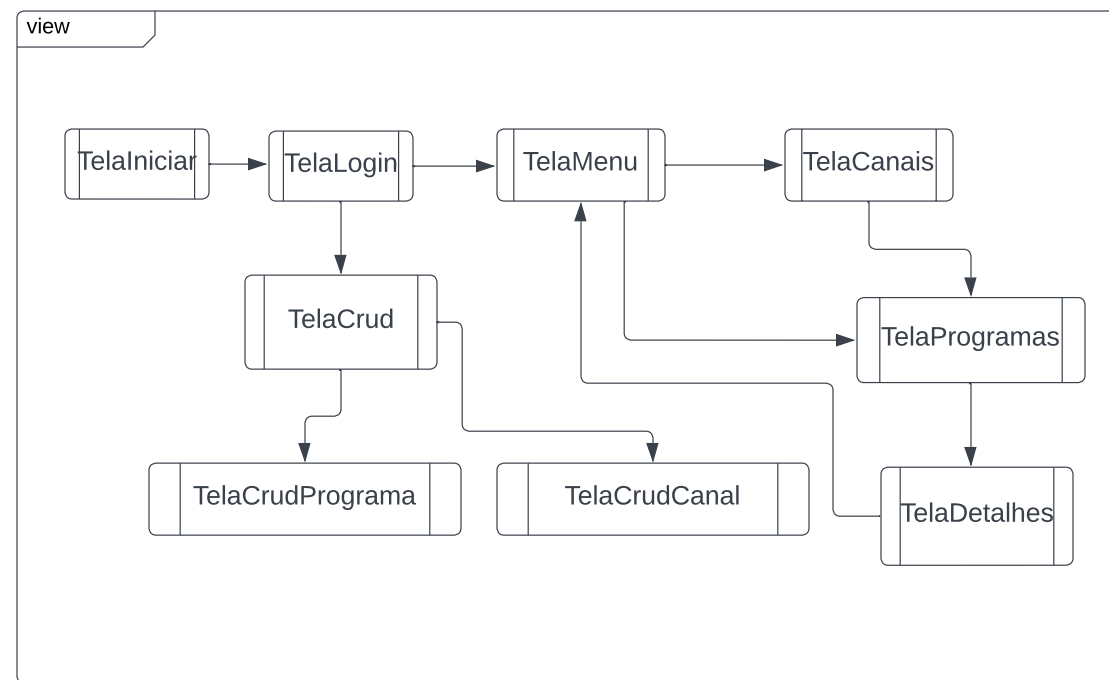 view
TelaIniciar
TelaLogin
TelaMenu
TelaCanais
TelaCrud
TelaProgramas
TelaCrudPrograma
TelaCrudCanal
TelaDetalhes